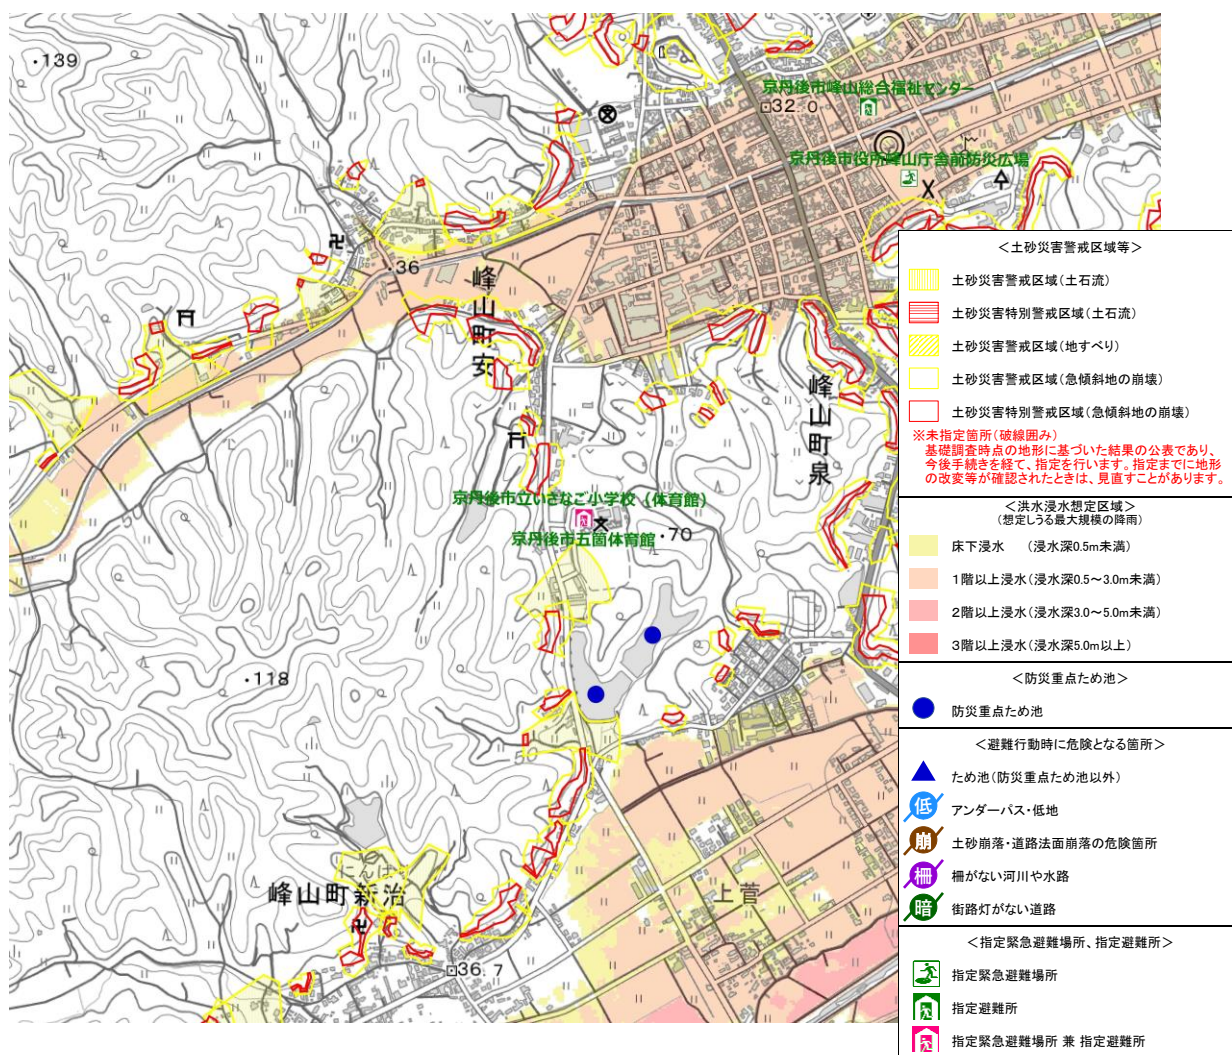 139
京丹後市峰山総合福祉センター
32.0
京丹後市役所峰山庁舎前防災広場
36
峰山町安
峰山町泉
京丹後市立いさなご小学校（体育館）
京丹後市五箇体育館
70
118
50
にんば
峰山町新治
上菅
36.7
＜土砂災害警戒区域等＞
土砂災害警戒区域（土石流）
土砂災害特別警戒区域（土石流）
土砂災害警戒区域（地すべり）
土砂災害警戒区域（急傾斜地の崩壊）
土砂災害特別警戒区域（急傾斜地の崩壊）
※未指定箇所（破線囲み）
基礎調査時点の地形に基づいた結果の公表であり、
今後手続きを経て、指定を行います。指定までに地形
の改変等が確認されたときは、見直すことがあります。
＜洪水浸水想定区域＞
（想定しうる最大規模の降雨）
床下浸水　（浸水深0.5m未満）
1階以上浸水（浸水深0.5～3.0m未満）
2階以上浸水（浸水深3.0～5.0m未満）
3階以上浸水（浸水深5.0m以上）
＜防災重点ため池＞
防災重点ため池
＜避難行動時に危険となる箇所＞
ため池（防災重点ため池以外）
低 アンダーパス・低地
崩 土砂崩落・道路法面崩落の危険箇所
柵 柵がない河川や水路
暗 街路灯がない道路
＜指定緊急避難場所、指定避難所＞
指定緊急避難場所
指定避難所
指定緊急避難場所 兼 指定避難所